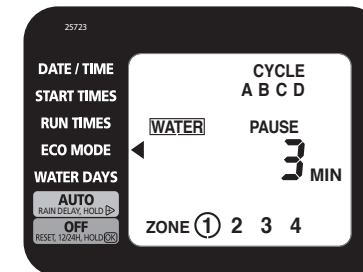 25723
DATE / TIME
START TIMES
RUN TIMES
ECO MODE
WATER DAYS
AUTO
RAIN DELAY, HOLD
OFF
RESET, 12/24H, HOLD OK
CYCLE
A B C D
WATER PAUSE
3 MIN
ZONE 1 2 3 4